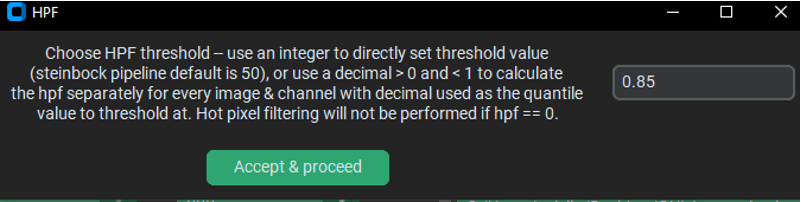 HPF
Choose HPF threshold -- use an integer to directly set threshold value
(steinbock pipeline default is 50), or use a decimal > 0 and < 1 to calculate
the hpf separately for every image & channel with decimal used as the quantile
value to threshold at. Hot pixel filtering will not be performed if hpf == 0.
0.85
Accept & proceed